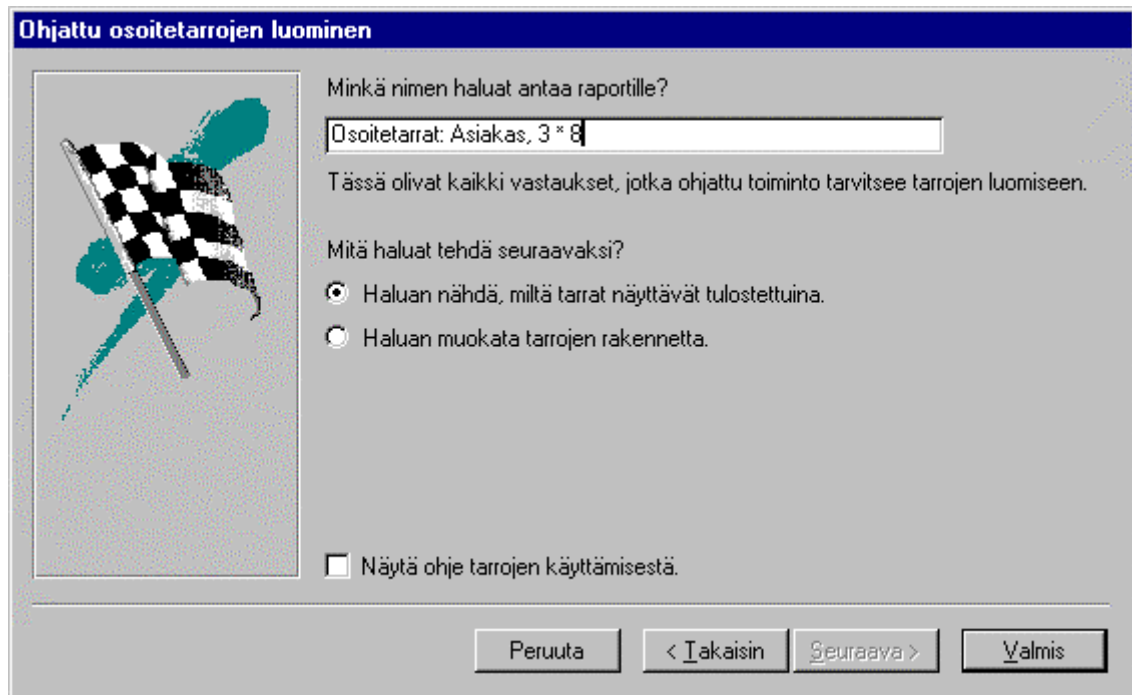 Ohjattu osoitetarrojen luominen
Minkä nimen haluat antaa raportille?
Osoitetarrat: Asiakas, 3 * 8
Tässä olivat kaikki vastaukset, jotka ohjattu toiminto tarvitsee tarrojen luomiseen.
Mitä haluat tehdä seuraavaksi?
Haluan nähdä, miltä tarrat näyttävät tulostettuina.
Haluan muokata tarrojen rakennetta.
Näytä ohje tarrojen käyttämisestä.
Peruuta < Takaisin Seuraava > Valmis